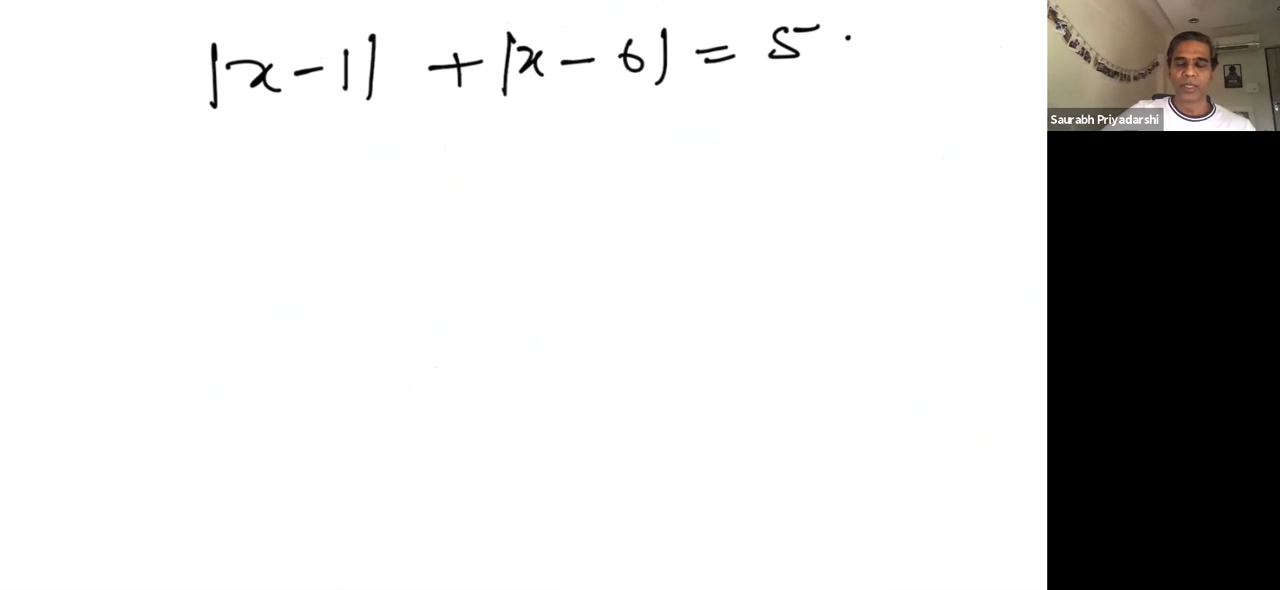 |x-1| + |x-6| = 5.
Saurabh Priyadarshi